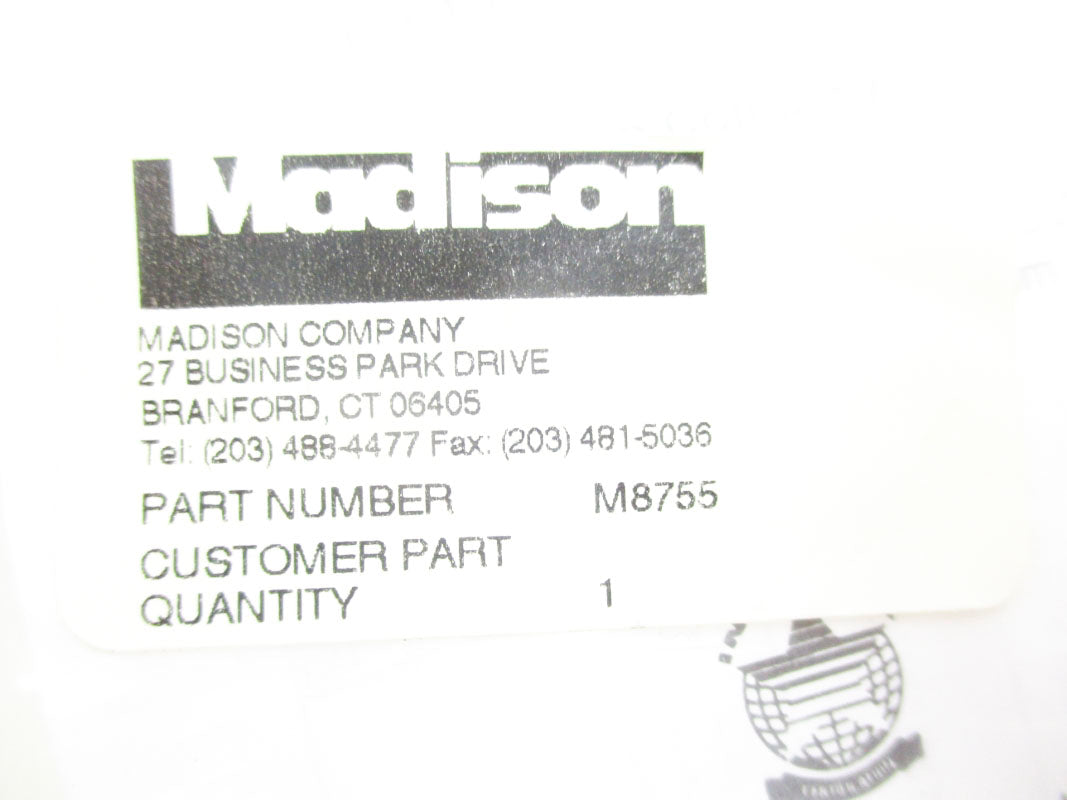 Madison
MADISON COMPANY
27 BUSINESS PARK DRIVE
BRANFORD, CT 06405
Tel: (203) 488-4477 Fax: (203) 481-5036
PART NUMBER M8755
CUSTOMER PART
QUANTITY 1